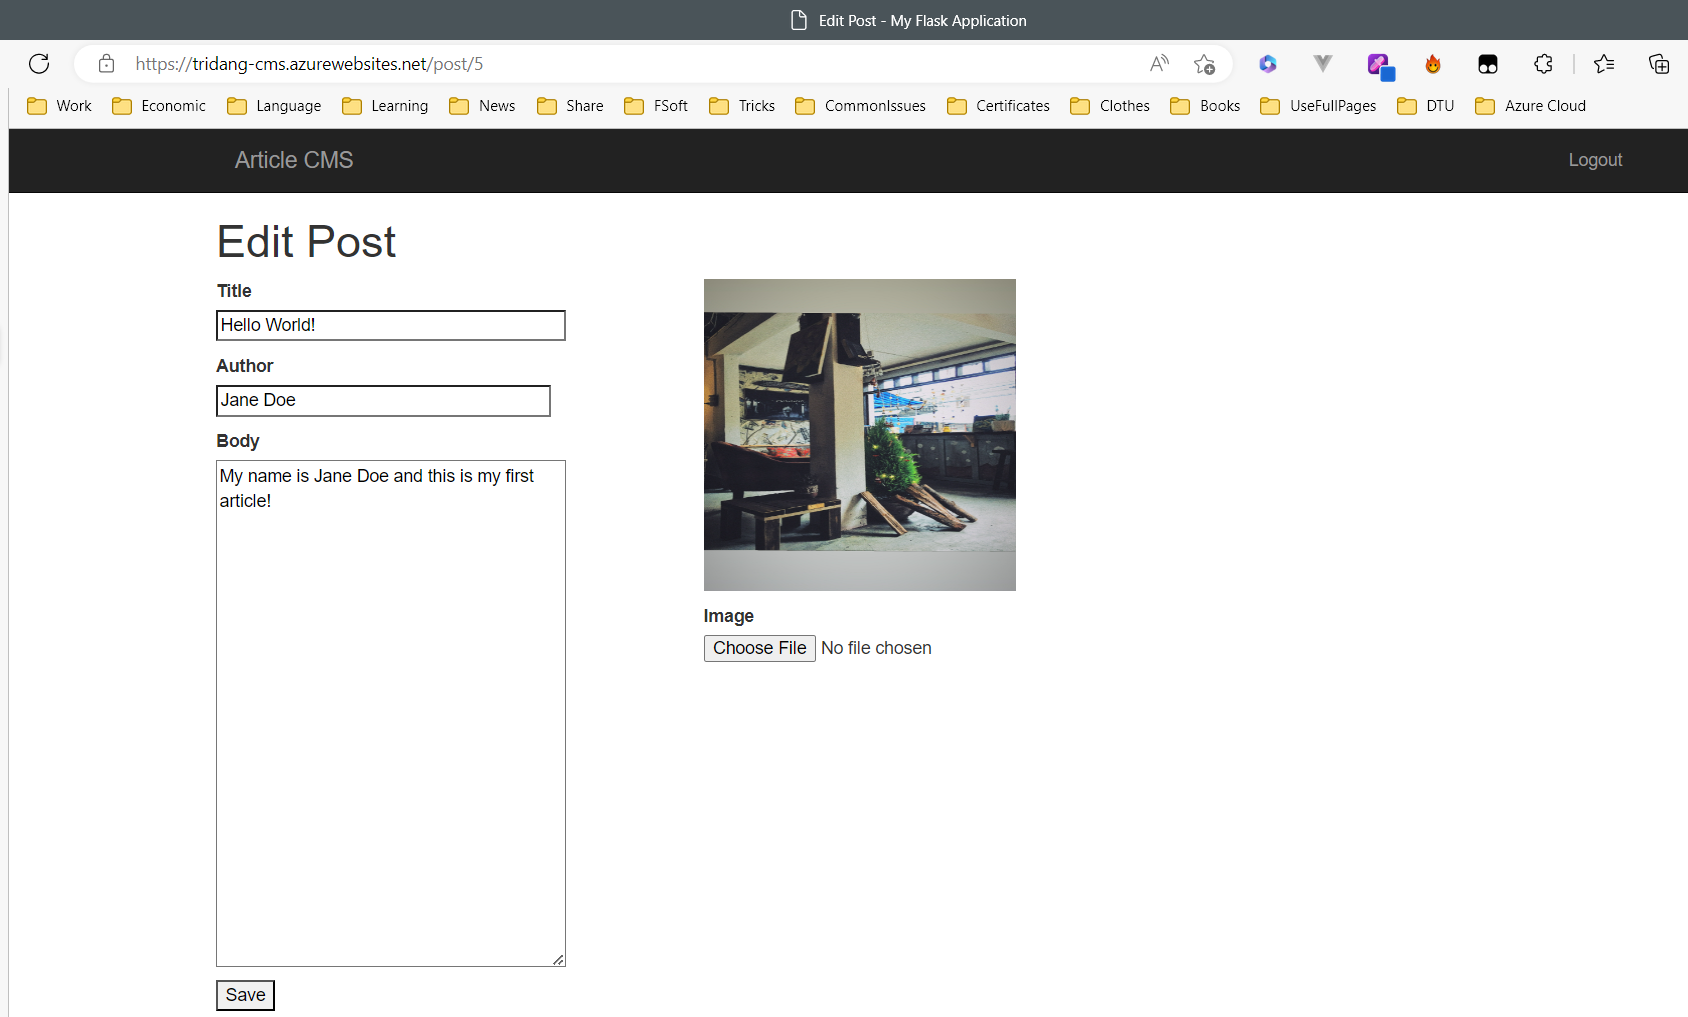 Edit Post - My Flask Application
https://tridang-cms.azurewebsites.net/post/5
Work Economic Language Learning News Share FSoft Tricks CommonIssues Certificates Clothes Books UseFullPages DTU Azure Cloud
Article CMS Logout
Edit Post
Title
Hello World!
Author
Jane Doe
Body
My name is Jane Doe and this is my first
article!
Image
Choose File No file chosen
Save